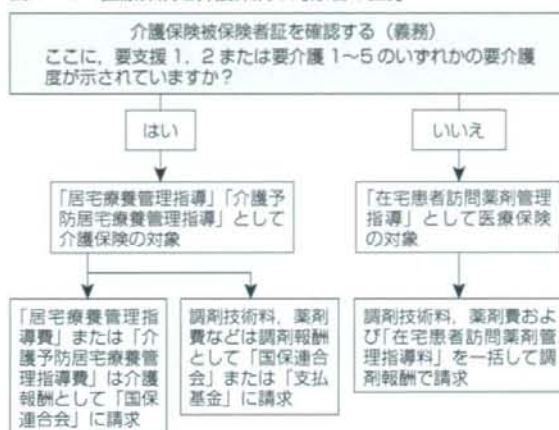 介護保険被保険者証を確認する（義務）
ここに，要支援1，2または要介護1〜5のいずれかの要介護
度が示されていますか？
はい
いいえ
「居宅療養管理指導」「介護予
防居宅療養管理指導」として
介護保険の対象
「在宅患者訪問薬剤管理
指導」として医療保険
の対象
「居宅療養管理指
導費」または「介
護予防居宅療養管
理指導費」は介護
報酬として「国保
連合会」に請求
調剤技術料，薬剤
費などは調剤報酬
として「国保連合
会」または「支払
基金」に請求
調剤技術料，薬剤費およ
び「在宅患者訪問薬剤管
理指導料」を一括して調
剤報酬で請求